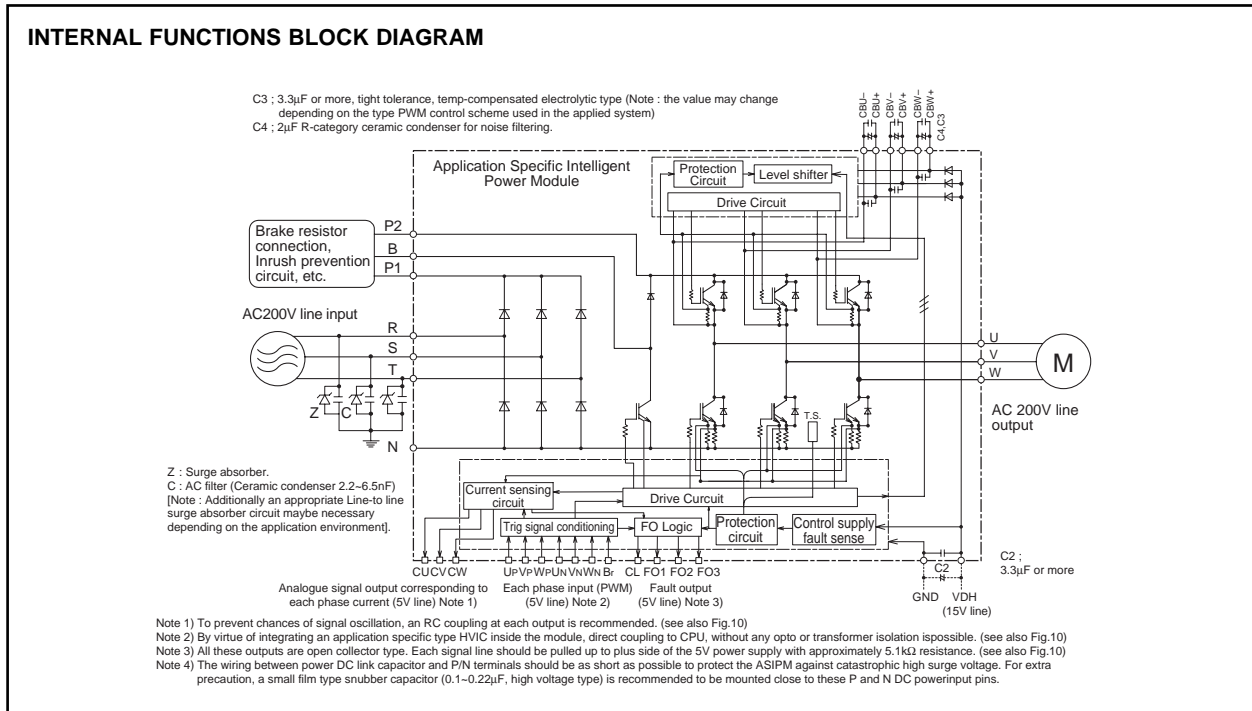 INTERNAL FUNCTIONS BLOCK DIAGRAM
C3 ; 3.3µF or more, tight tolerance, temp-compensated electrolytic type (Note : the value may change
depending on the type PWM control scheme used in the applied system)
C4 ; 2µF R-category ceramic condenser for noise filtering.
CBU–
CBU+
CBV–
CBV+
CBW–
CBW+
C4,C3
Application Specific Intelligent
Power Module
Protection
Circuit
Level shifter
Drive Circuit
Brake resistor
connection,
Inrush prevention
circuit, etc.
P2
B
P1
AC200V line input
R
S
T
Z
C
N
U
V
W
M
AC 200V line
output
T.S.
Z : Surge absorber.
C : AC filter (Ceramic condenser 2.2~6.5nF)
[Note : Additionally an appropriate Line-to line
surge absorber circuit maybe necessary
depending on the application environment].
Current sensing
circuit
Drive Curcuit
Trig signal conditioning
FO Logic
Protection
circuit
Control supply
fault sense
CU CV CW
UP VP WP UN VN WN Br
CL FO1 FO2 FO3
C2
C2 ;
3.3µF or more
GND
VDH
(15V line)
Analogue signal output corresponding to
each phase current (5V line) Note 1)
Each phase input (PWM)
(5V line) Note 2)
Fault output
(5V line) Note 3)
Note 1) To prevent chances of signal oscillation, an RC coupling at each output is recommended. (see also Fig.10)
Note 2) By virtue of integrating an application specific type HVIC inside the module, direct coupling to CPU, without any opto or transformer isolation ispossible. (see also Fig.10)
Note 3) All these outputs are open collector type. Each signal line should be pulled up to plus side of the 5V power supply with approximately 5.1kΩ resistance. (see also Fig.10)
Note 4) The wiring between power DC link capacitor and P/N terminals should be as short as possible to protect the ASIPM against catastrophic high surge voltage. For extra
precaution, a small film type snubber capacitor (0.1~0.22µF, high voltage type) is recommended to be mounted close to these P and N DC powerinput pins.